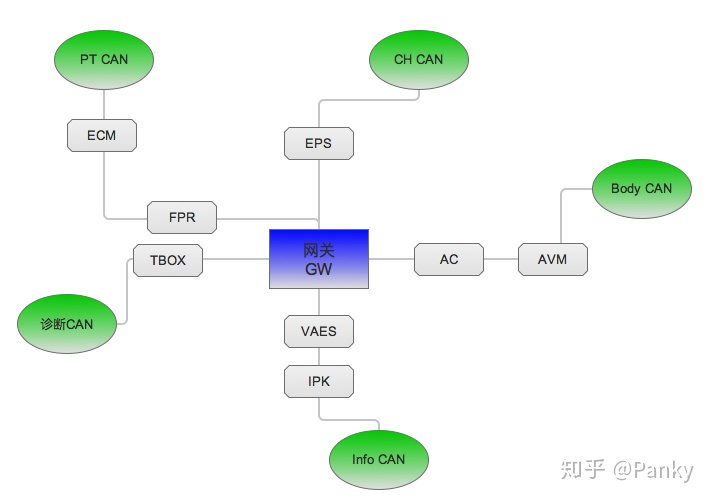 PT CAN
CH CAN
ECM
EPS
Body CAN
FPR
网关
GW
TBOX
AC
AVM
诊断CAN
VAES
IPK
Info CAN
知乎 @Panky